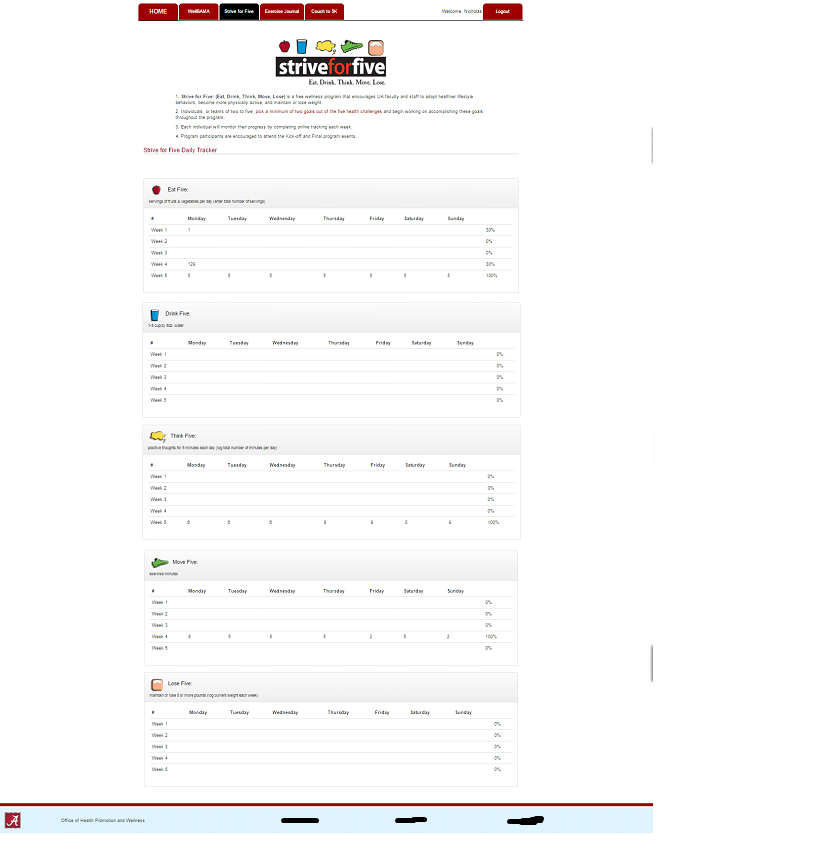 HOME WellBAMA Strive for Five Exercise Journal Couch to 5K Welcome, Nicholas Logout
striveforfive
Eat. Drink. Think. Move. Lose.
1. Strive for Five: (Eat, Drink, Think, Move, Lose) is a free wellness program that encourages UA faculty and staff to adopt healthier lifestyle
behaviors, become more physically active, and maintain or lose weight.
2. Individuals, or teams of two to five, pick a minimum of two goals out of the five health challenges and begin working on accomplishing these goals
throughout the program.
3. Each individual will monitor their progress by completing online tracking each week.
4. Program participants are encouraged to attend the Kick-off and Final program events.
Strive for Five Daily Tracker
Eat Five:
servings of fruits & vegetables per day (enter total number of servings)
# Monday Tuesday Wednesday Thursday Friday Saturday Sunday
Week 1 1 30%
Week 2 0%
Week 3 0%
Week 4 129 30%
Week 5 100%
Drink Five:
1-8 cup(s) 8oz. water
# Monday Tuesday Wednesday Thursday Friday Saturday Sunday
Week 1 0%
Week 2 0%
Week 3 0%
Week 4 0%
Week 5 0%
Think Five:
positive thoughts for 5 minutes each day (log total number of minutes per day)
# Monday Tuesday Wednesday Thursday Friday Saturday Sunday
Week 1 0%
Week 2 0%
Week 3 0%
Week 4 0%
Week 5 6 6 6 9 9 0 9 100%
Move Five:
exercise minutes
# Monday Tuesday Wednesday Thursday Friday Saturday Sunday
Week 1 0%
Week 2 0%
Week 3 0%
Week 4 5 5 5 2 5 2 100%
Week 5 0%
Lose Five:
maintain or lose 5 or more pounds (log current weight each week)
# Monday Tuesday Wednesday Thursday Friday Saturday Sunday
Week 1 0%
Week 2 0%
Week 3 0%
Week 4 0%
Week 5 0%
A Office of Health Promotion and Wellness